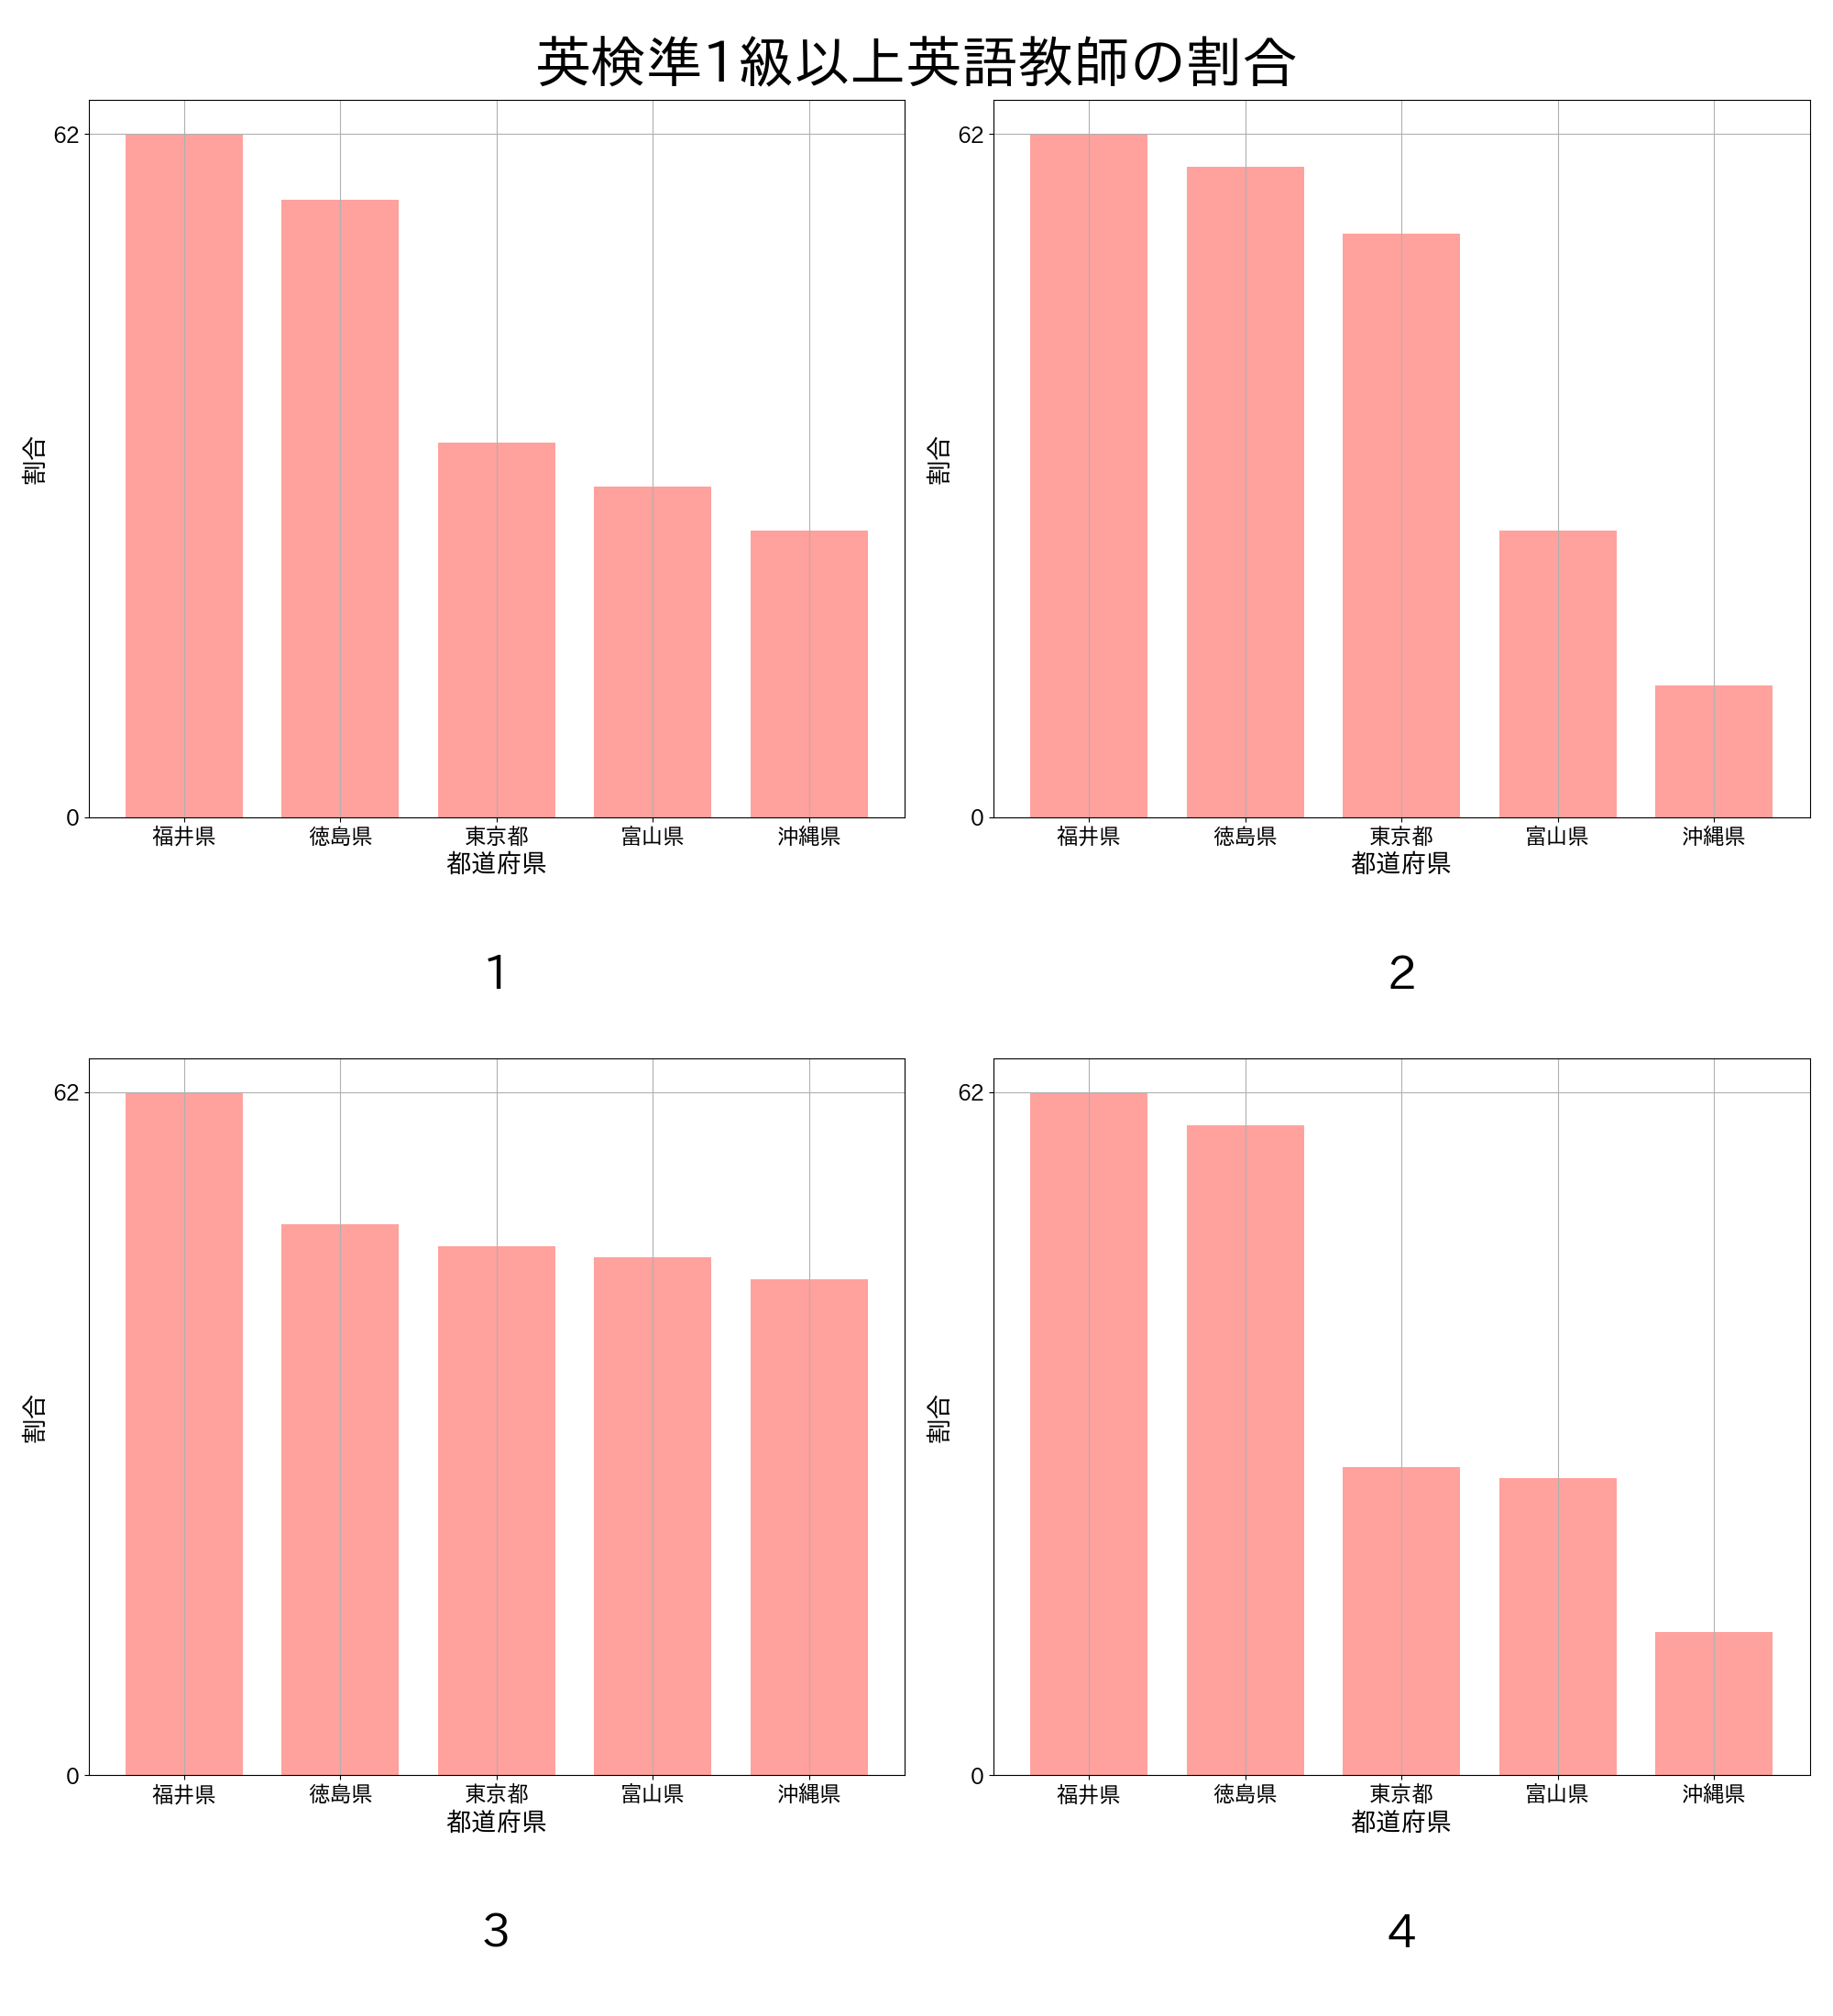 英検準1級以上英語教師の割合
62
割合
0
福井県 徳島県 東京都 富山県 沖縄県
都道府県
1
62
割合
0
福井県 徳島県 東京都 富山県 沖縄県
都道府県
2
62
割合
0
福井県 徳島県 東京都 富山県 沖縄県
都道府県
3
62
割合
0
福井県 徳島県 東京都 富山県 沖縄県
都道府県
4